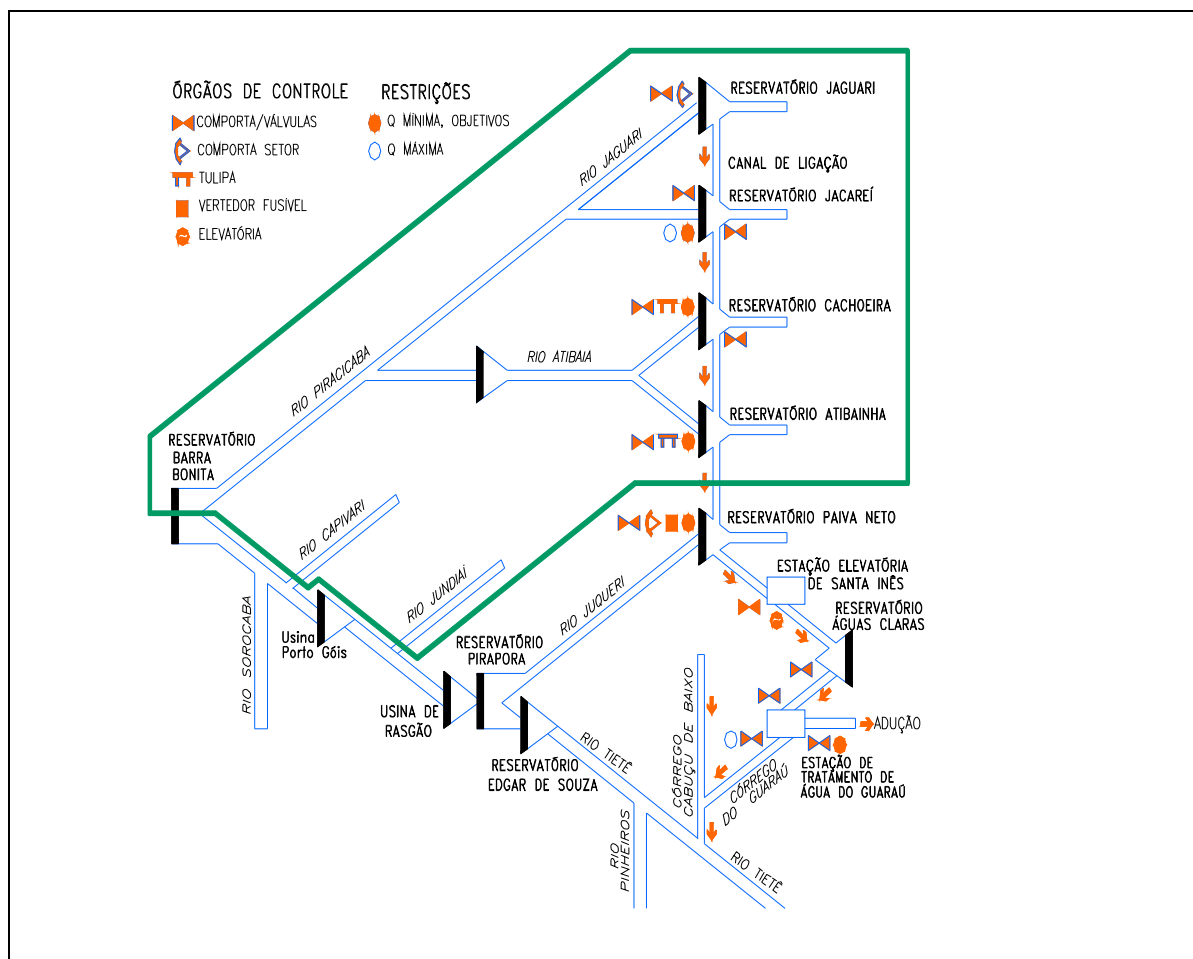 ÓRGÃOS DE CONTROLE
COMPORTA/VÁLVULAS
COMPORTA SETOR
TULIPA
VERTEDOR FUSÍVEL
ELEVATÓRIA
RESTRIÇÕES
Q MÍNIMA, OBJETIVOS
Q MÁXIMA
RESERVATÓRIO JAGUARI
RIO JAGUARI
CANAL DE LIGAÇÃO
RESERVATÓRIO JACAREÍ
RESERVATÓRIO CACHOEIRA
RIO ATIBAIA
RIO PIRACICABA
RESERVATÓRIO ATIBAINHA
RESERVATÓRIO
BARRA
BONITA
RIO CAPIVARI
RESERVATÓRIO PAIVA NETO
RIO JUNDIAÍ
RIO JUQUERI
ESTAÇÃO ELEVATÓRIA
DE SANTA INÊS
RESERVATÓRIO
ÁGUAS CLARAS
RIO SOROCABA
Usina
Porto Góis
RESERVATÓRIO
PIRAPORA
USINA DE
RASGÃO
RESERVATÓRIO
EDGAR DE SOUZA
RIO TIETÊ
CÓRREGO
CABUÇU DE BAIXO
ADUÇÃO
ESTAÇÃO DE
TRATAMENTO DE
ÁGUA DO GUARAÚ
CÓRREGO
DO GUARAÚ
RIO
PINHEIROS
RIO TIETÊ